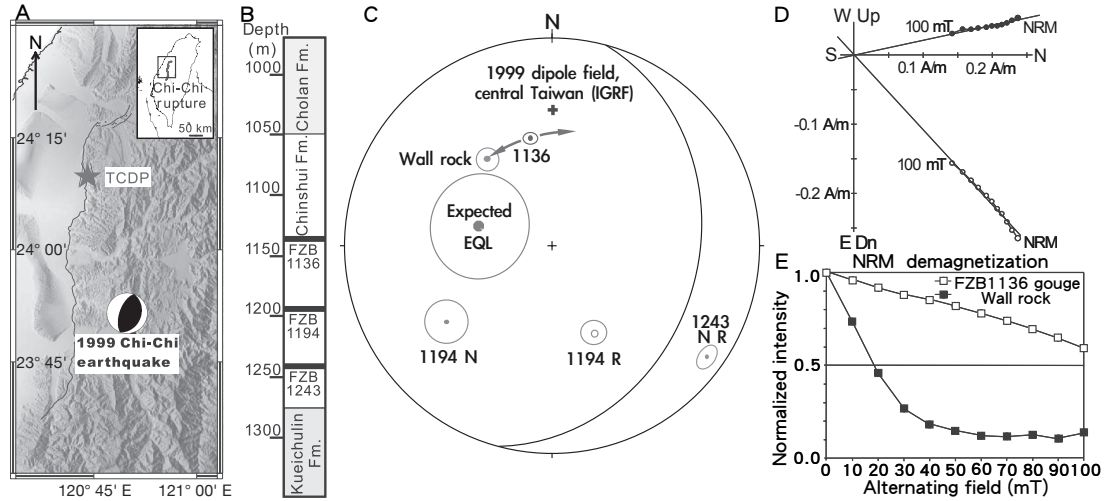 A
N
Chi-Chi
rupture
50 km
24 15'
TCDP
24 00'
1999 Chi-Chi
earthquake
23 45'
120 45' E
121 00' E
B
Depth
(m)
1000
1050
1100
1150
1200
1250
1300
Cholan Fm.
Chinshui Fm.
FZB
1136
FZB
1194
FZB
1243
Kueichulin
Fm.
C
N
1999 dipole field,
central Taiwan (IGRF)
Wall rock
1136
Expected
EQL
1194 N
1194 R
1243
N R
D
W Up
100 mT
NRM
S
N
0.1 A/m
0.2 A/m
-0.1 A/m
100 mT
-0.2 A/m
NRM
E Dn
E
NRM demagnetization
FZB1136 gouge
Wall rock
Normalized intensity
1.0
0.5
0.0
0 10 20 30 40 50 60 70 80 90 100
Alternating field (mT)